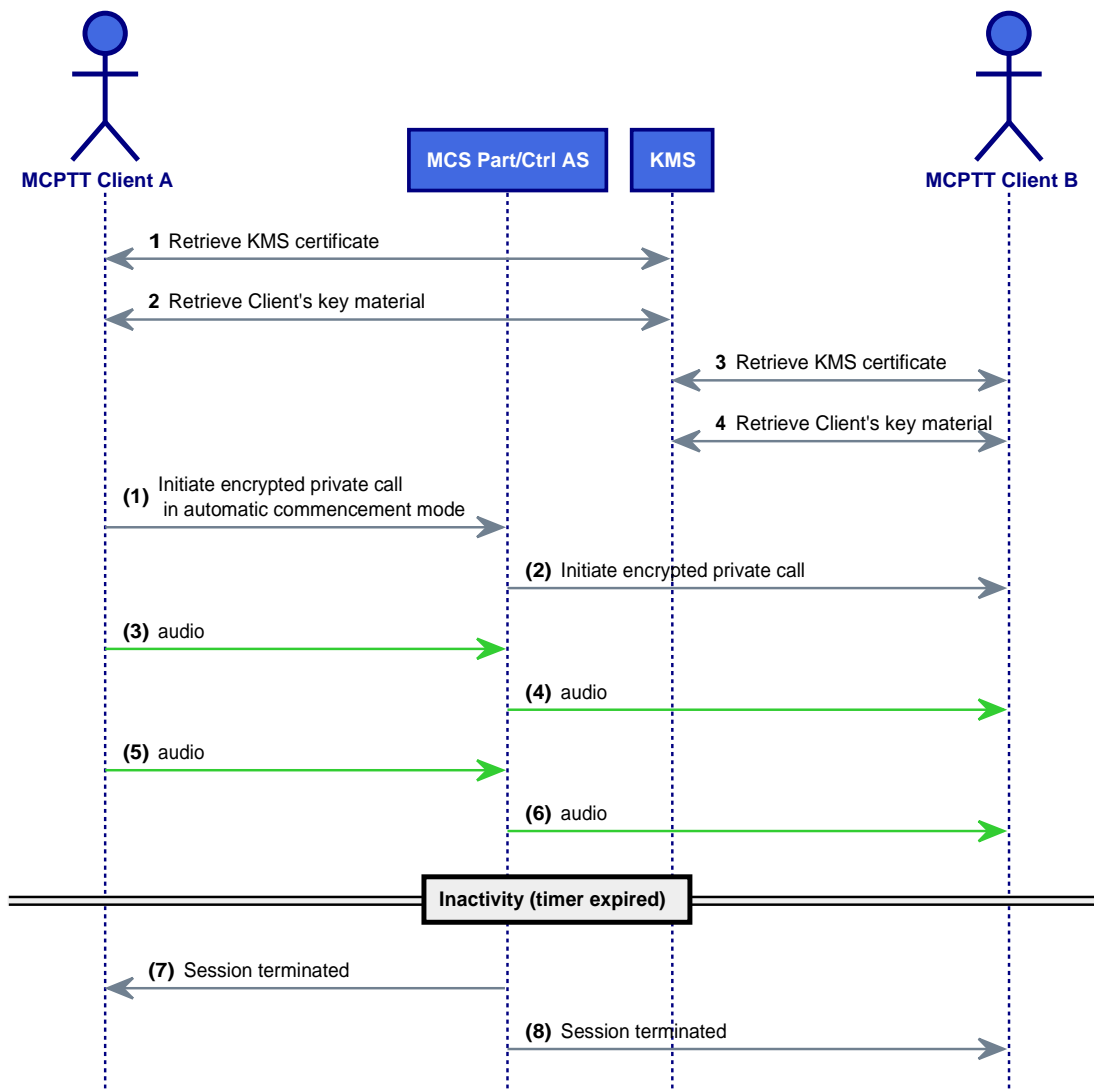 MCPTT Client A
MCS Part/Ctrl AS
KMS
MCPTT Client B
1 Retrieve KMS certificate
2 Retrieve Client's key material
3 Retrieve KMS certificate
4 Retrieve Client's key material
(1) Initiate encrypted private call
in automatic commencement mode
(2) Initiate encrypted private call
(3) audio
(4) audio
(5) audio
(6) audio
Inactivity (timer expired)
(7) Session terminated
(8) Session terminated